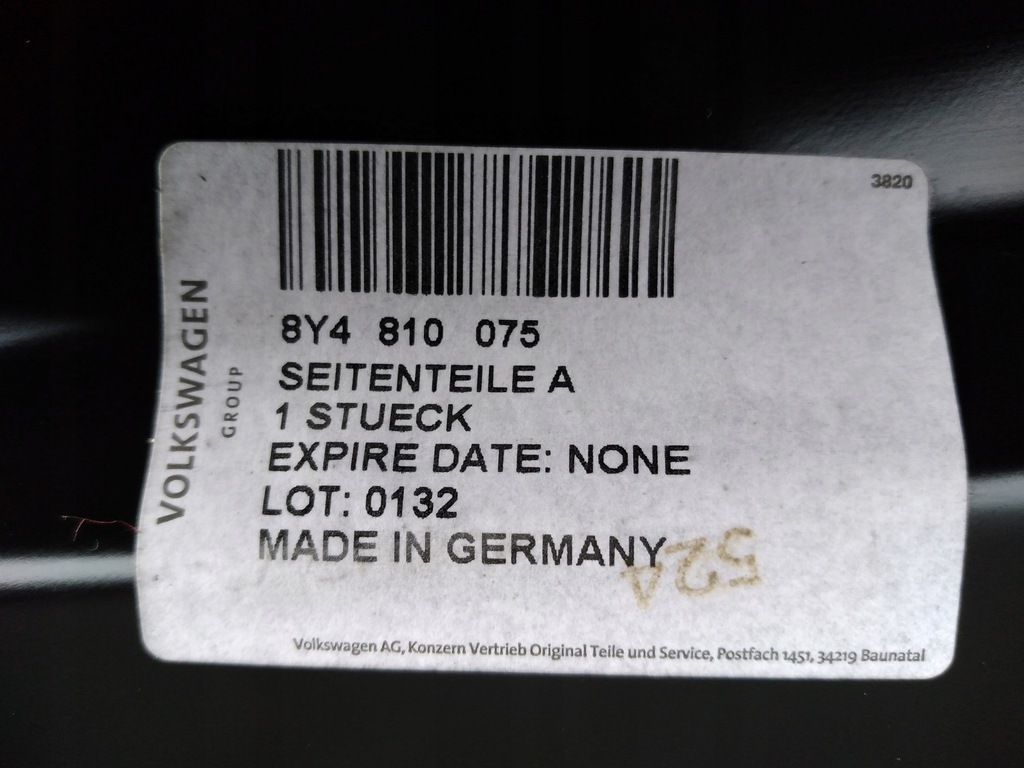 3820
VOLKSWAGEN
GROUP
8Y4 810 075
SEITENTEILE A
1 STUECK
EXPIRE DATE: NONE
LOT: 0132
MADE IN GERMANY
52A
Volkswagen AG, Konzern Vertrieb Original Teile und Service, Postfach 1451, 34219 Baunatal